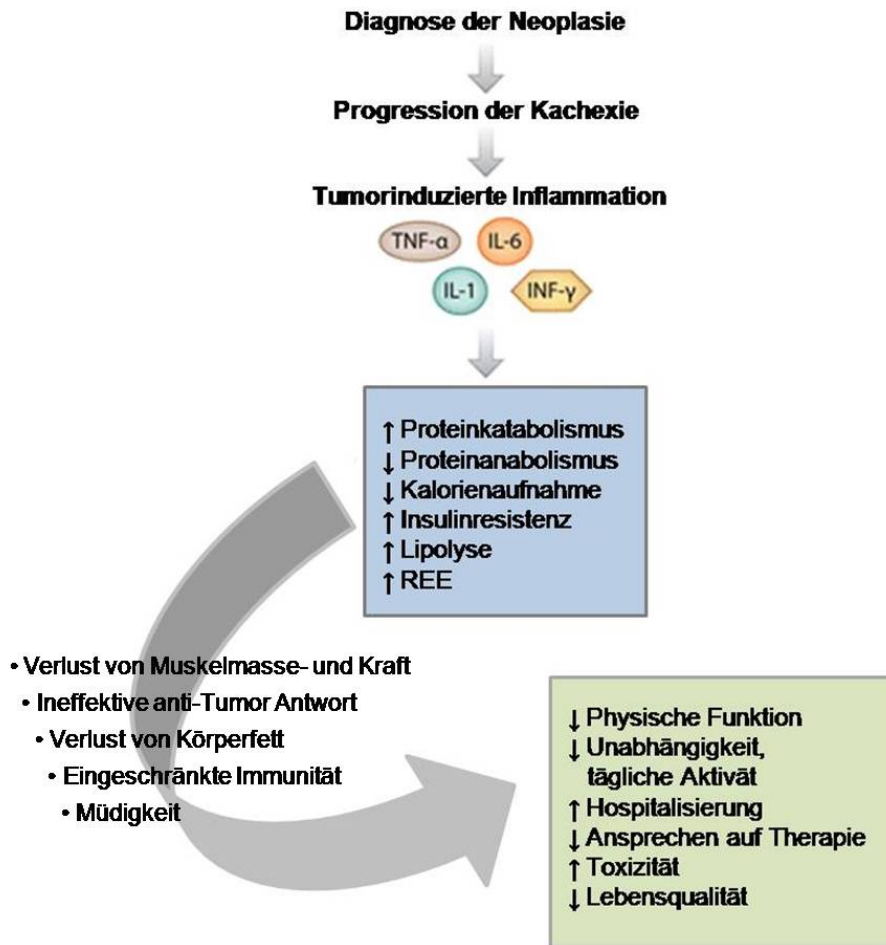 Diagnose der Neoplasie
Progression der Kachexie
Tumorinduzierte Inflammation
TNF-α
IL-6
IL-1
INF-γ
↑ Proteinkatabolismus
↓ Proteinanabolismus
↓ Kalorienaufnahme
↑ Insulinresistenz
↑ Lipolyse
↑ REE
• Verlust von Muskelmasse- und Kraft
• Ineffektive anti-Tumor Antwort
• Verlust von Körperfett
• Eingeschränkte Immunität
• Müdigkeit
↓ Physische Funktion
↓ Unabhängigkeit,
tägliche Aktivät
↑ Hospitalisierung
↓ Ansprechen auf Therapie
↑ Toxizität
↓ Lebensqualität